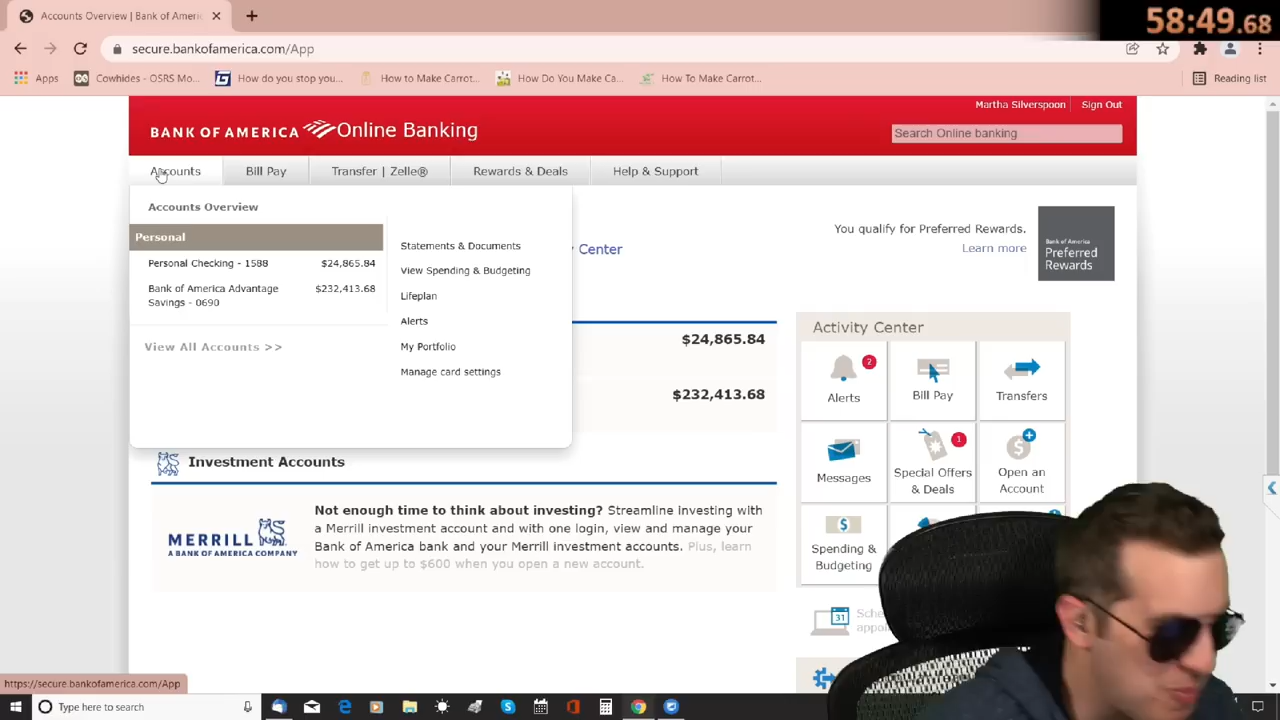 58:49.68
Accounts Overview | Bank of Ameri
secure.bankofamerica.com/App
Apps
Cowhides - OSRS Mo...
How do you stop you...
How to Make Carrot...
How Do You Make Ca...
How To Make Carrot...
Reading list
Martha Silverspoon
Sign Out
BANK OF AMERICA Online Banking
Search Online banking
Accounts
Bill Pay
Transfer | Zelle®
Rewards & Deals
Help & Support
Accounts Overview
Personal
Personal Checking - 1588 $24,865.84
Bank of America Advantage $232,413.68
Savings - 0690
View All Accounts >>
Statements & Documents
View Spending & Budgeting
Lifeplan
Alerts
My Portfolio
Manage card settings
y Center
You qualify for Preferred Rewards.
Learn more
Bank of America
Preferred
Rewards
$24,865.84
$232,413.68
Activity Center
2
Alerts
Bill Pay
Transfers
Messages
1
Special Offers
& Deals
Open an
Account
Spending &
Budgeting
31
Sche
appoin
Investment Accounts
MERRILL
A BANK OF AMERICA COMPANY
Not enough time to think about investing? Streamline investing with
a Merrill investment account and with one login, view and manage your
Bank of America bank and your Merrill investment accounts. Plus, learn
how to get up to $600 when you open a new account.
https://secure.bankofamerica.com/App
Type here to search